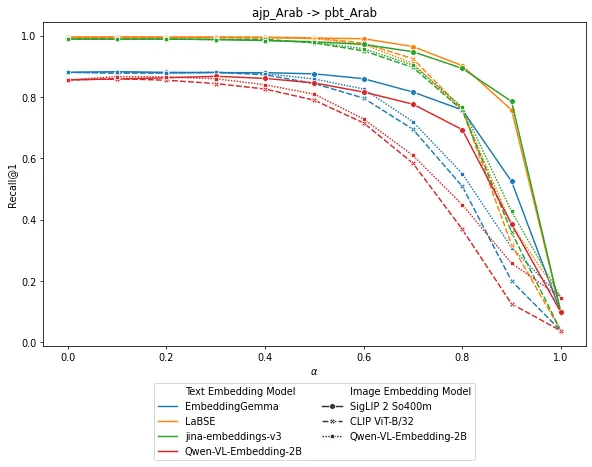 ajp_Arab -> pbt_Arab
Recall@1
1.0
0.8
0.6
0.4
0.2
0.0
0.0 0.2 0.4 0.6 0.8 1.0
α
Text Embedding Model Image Embedding Model
EmbeddingGemma SigLIP 2 So400m
LaBSE CLIP ViT-B/32
jina-embeddings-v3 Qwen-VL-Embedding-2B
Qwen-VL-Embedding-2B